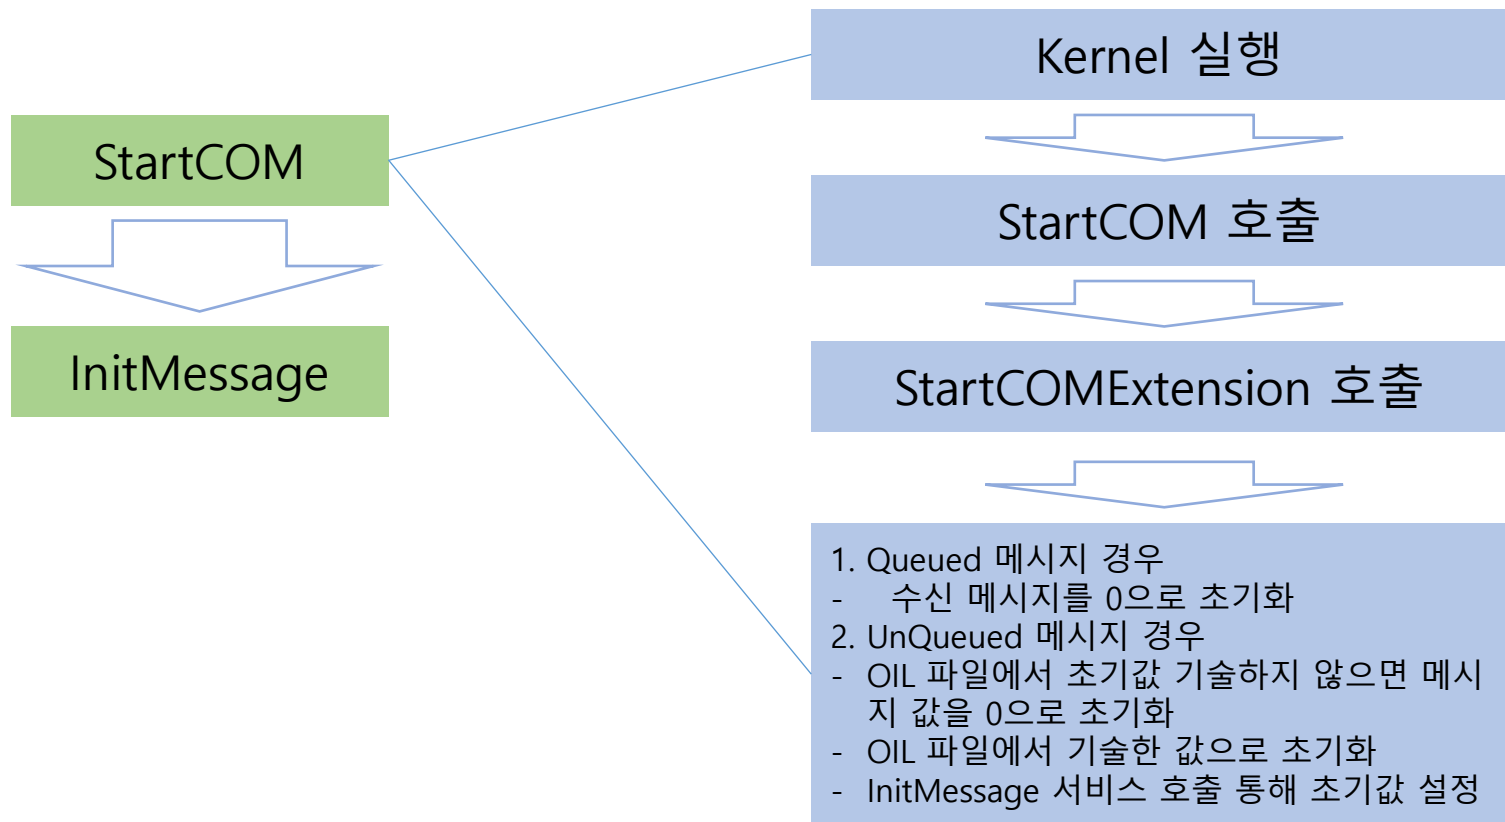 StartCOM
InitMessage
Kernel 실행
StartCOM 호출
StartCOMExtension 호출
1. Queued 메시지 경우
- 수신 메시지를 0으로 초기화
2. UnQueued 메시지 경우
- OIL 파일에서 초기값 기술하지 않으면 메시
지 값을 0으로 초기화
- OIL 파일에서 기술한 값으로 초기화
- InitMessage 서비스 호출 통해 초기값 설정